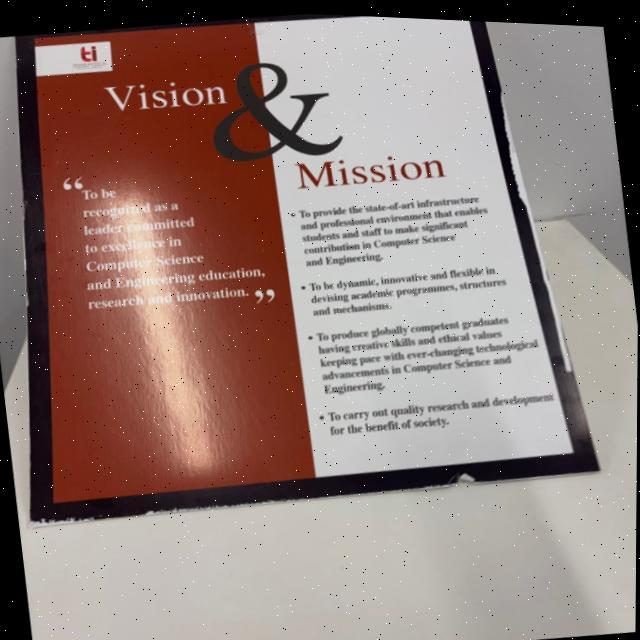 ti
Vision
&
Mission
“To be
recognized as a
leader committed
to excellence in
Computer Science
and Engineering education,
research and innovation.”
• To provide the state-of-art infrastructure
and professional environment that enables
students and staff to make significant
contribution in Computer Science
and Engineering.
• To be dynamic, innovative and flexible in
devising academic programmes, structures
and mechanisms.
• To produce globally competent graduates
having creative skills and ethical values
keeping pace with ever-changing technological
advancements in Computer Science and
Engineering.
• To carry out quality research and development
for the benefit of society.